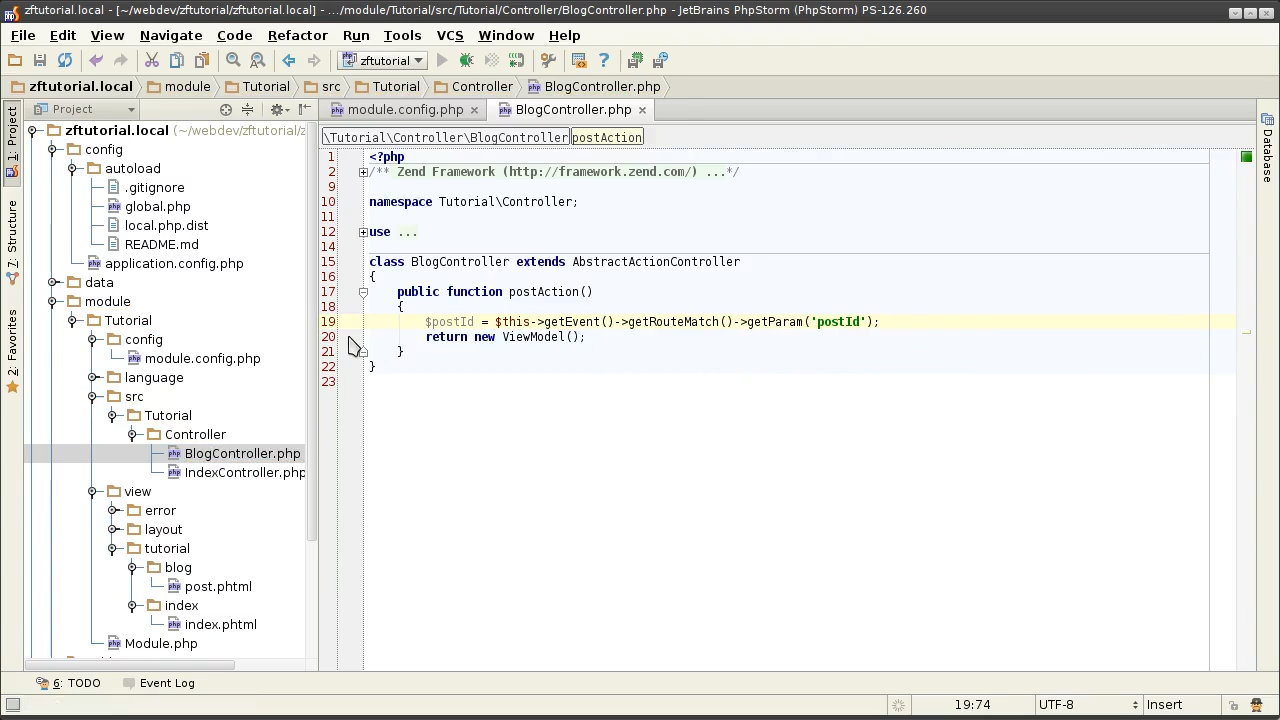 zftutorial.local - [~/webdev/zftutorial/zftutorial.local] - .../module/Tutorial/src/Tutorial/Controller/BlogController.php - JetBrains PhpStorm (PhpStorm) PS-126.260
File Edit View Navigate Code Refactor Run Tools VCS Window Help
zftutorial
zftutorial.local module Tutorial src Tutorial Controller BlogController.php
Project module.config.php BlogController.php
\Tutorial\Controller\BlogController postAction
1: Project
7: Structure
2: Favorites
zftutorial.local (~/webdev/zftutorial/z
config
autoload
.gitignore
global.php
local.php.dist
README.md
application.config.php
data
module
Tutorial
config
module.config.php
language
src
Tutorial
Controller
BlogController.php
IndexController.php
view
error
layout
tutorial
blog
post.phtml
index
index.phtml
Module.php
1 <?php
2 /** Zend Framework (http://framework.zend.com/) ...*/
9
10 namespace Tutorial\Controller;
11
12 use ...
14
15 class BlogController extends AbstractActionController
16 {
17 public function postAction()
18 {
19 $postId = $this->getEvent()->getRouteMatch()->getParam('postId');
20 return new ViewModel();
21 }
22 }
23
Database
6: TODO Event Log
19:74 UTF-8 Insert